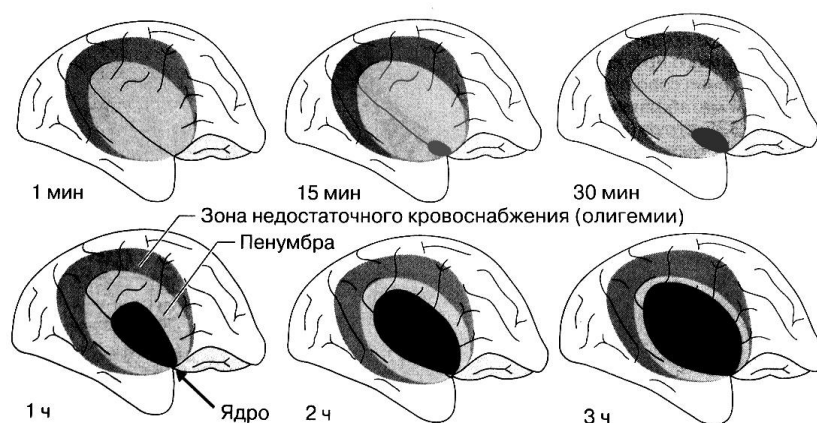 1 мин
15 мин
30 мин
Зона недостаточного кровоснабжения (олигемии)
Пенумбра
1 ч
Ядро
2 ч
3 ч